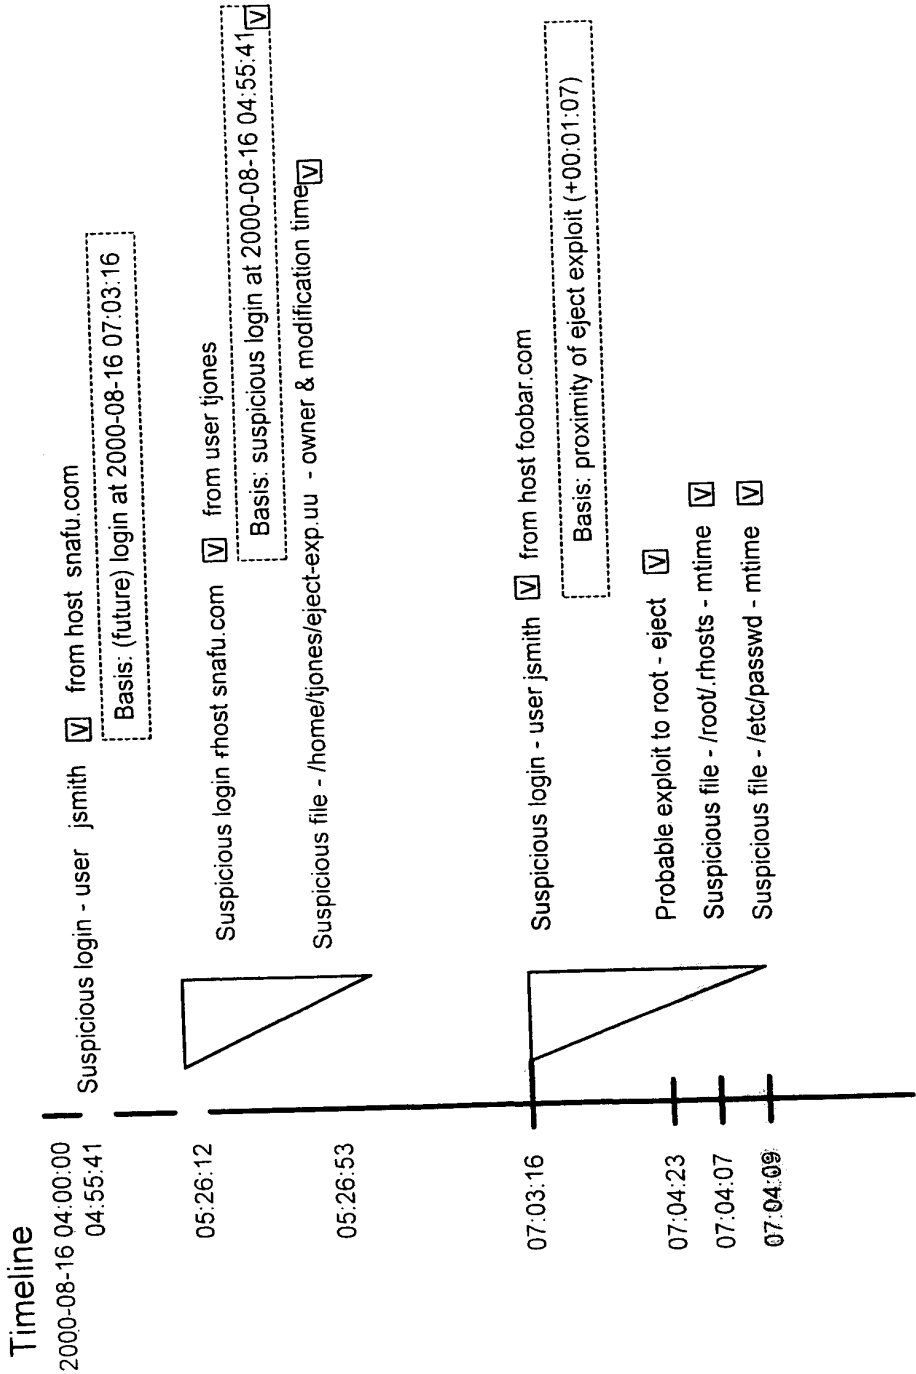 Timeline
2000-08-16 04:00:00
04:55:41 Suspicious login - user jsmith V from host snafu.com
Basis: (future) login at 2000-08-16 07:03:16
05:26:12 Suspicious login rhost snafu.com V from user tjones
Basis: suspicious login at 2000-08-16 04:55:41 V
05:26:53 Suspicious file - /home/tjones/eject-exp.uu - owner & modification time V
07:03:16 Suspicious login - user jsmith V from host foobar.com
Basis: proximity of eject exploit (+00:01:07)
07:04:23 Probable exploit to root - eject V
07:04:07 Suspicious file - /root/.rhosts - mtime V
07:04:09 Suspicious file - /etc/passwd - mtime V